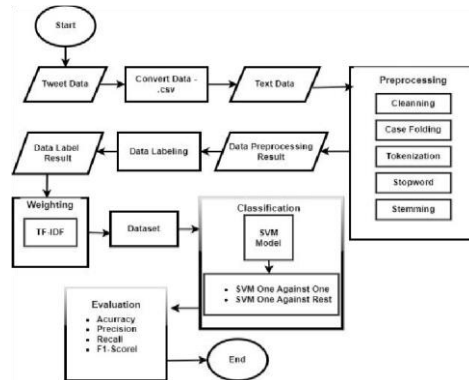 Start
Tweet Data
Convert Data -
.csv
Text Data
Preprocessing
Cleanning
Case Folding
Tokenization
Stopword
Stemming
Data Preprocessing
Result
Data Labeling
Data Label
Result
Weighting
TF-IDF
Dataset
Classification
SVM
Model
• SVM One Against One
• SVM One Against Rest
Evaluation
• Acurracy
• Precision
• Recall
• F1-Scorel
End